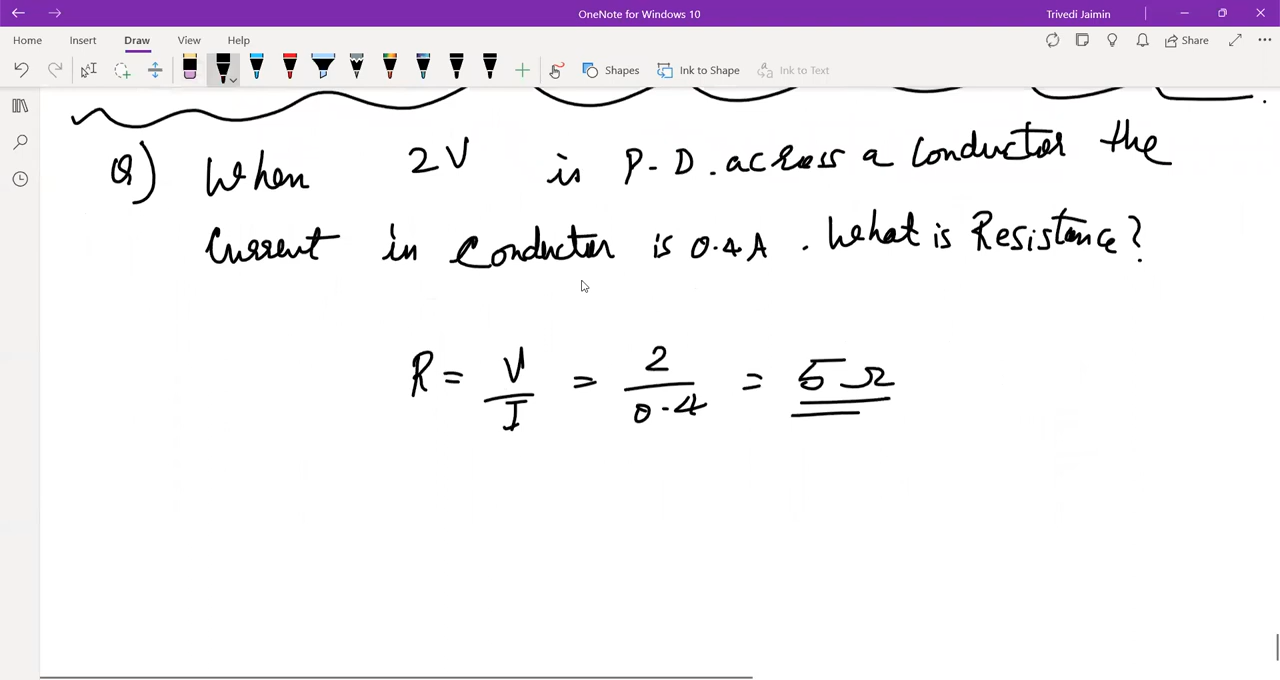 OneNote for Windows 10
Trivedi Jaimin
Home Insert Draw View Help
Share
Shapes Ink to Shape Ink to Text
Q) When 2V is P.D. across a conductor the
Current in Conductor is 0.4A. What is Resistance?
R = V/I = 2/0.4 = 5Ω